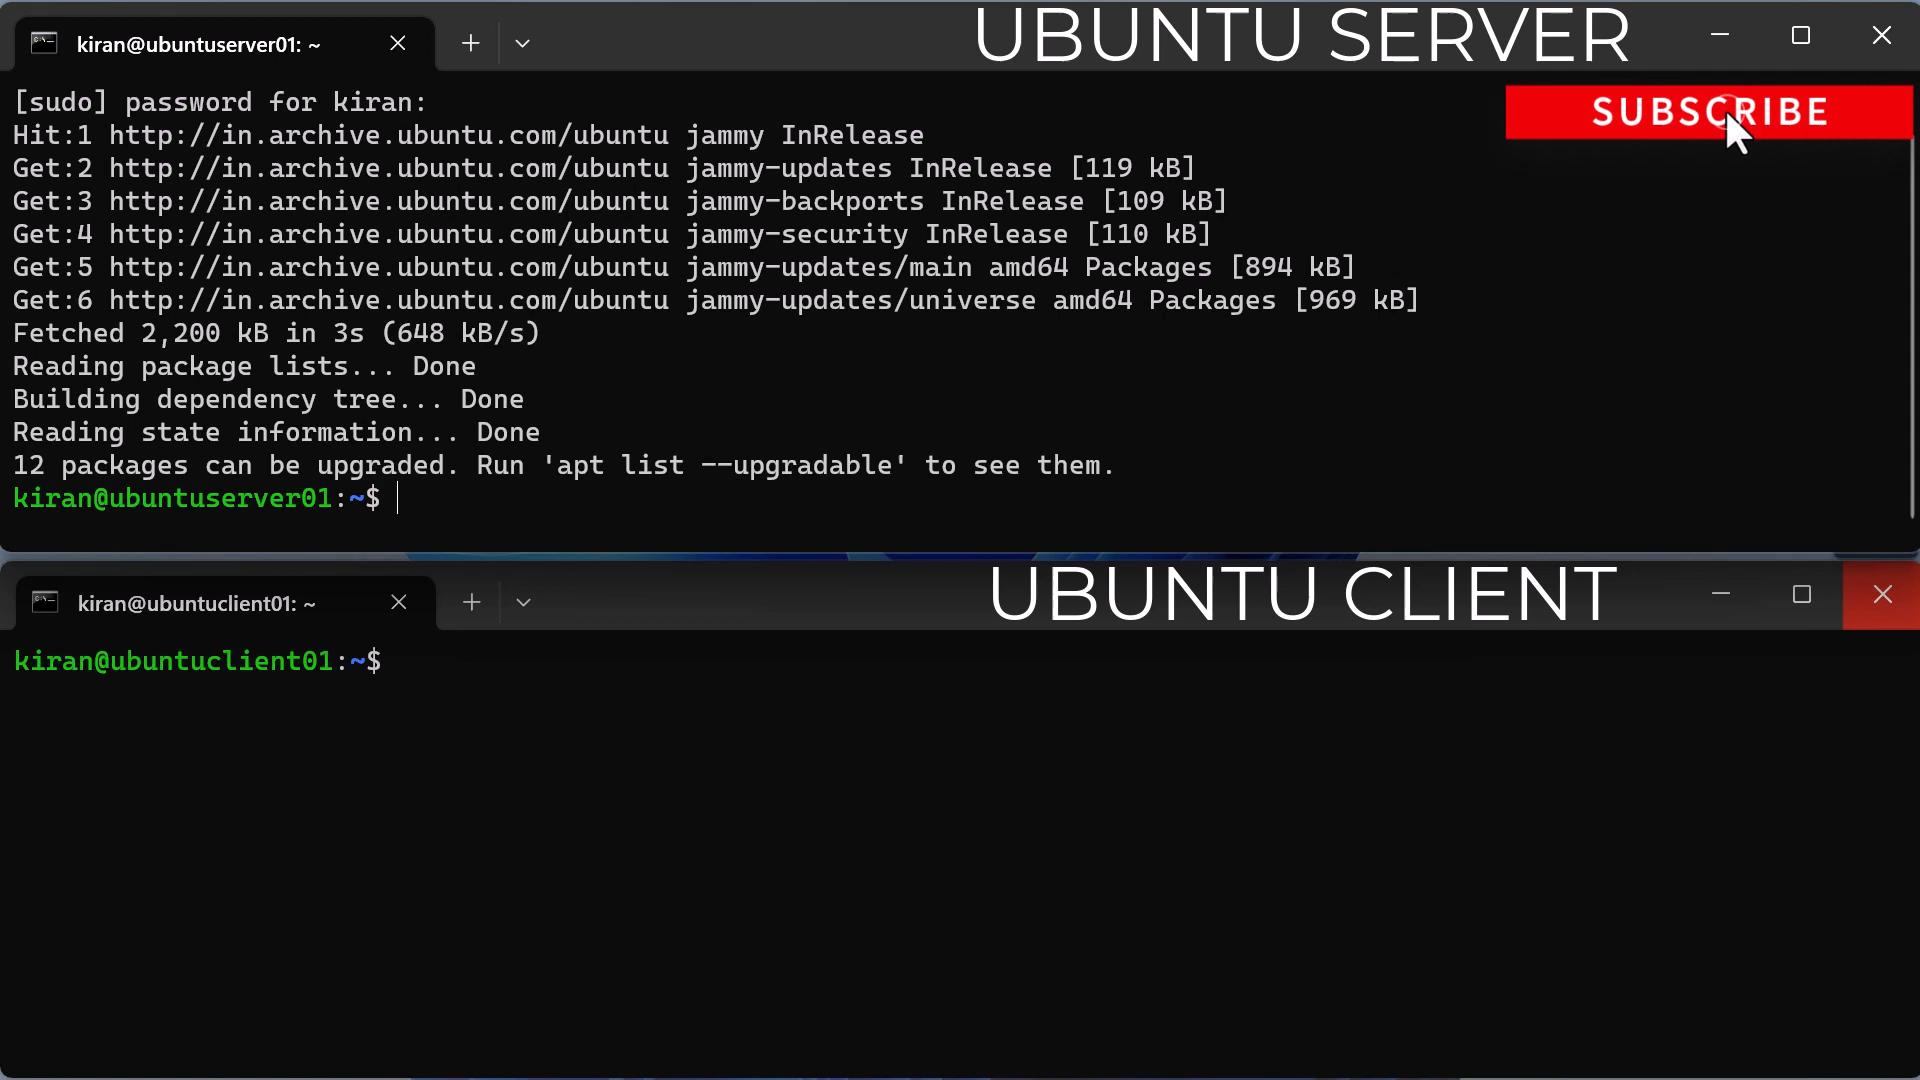 kiran@ubuntuserver01: ~
UBUNTU SERVER
SUBSCRIBE
[sudo] password for kiran:
Hit:1 http://in.archive.ubuntu.com/ubuntu jammy InRelease
Get:2 http://in.archive.ubuntu.com/ubuntu jammy-updates InRelease [119 kB]
Get:3 http://in.archive.ubuntu.com/ubuntu jammy-backports InRelease [109 kB]
Get:4 http://in.archive.ubuntu.com/ubuntu jammy-security InRelease [110 kB]
Get:5 http://in.archive.ubuntu.com/ubuntu jammy-updates/main amd64 Packages [894 kB]
Get:6 http://in.archive.ubuntu.com/ubuntu jammy-updates/universe amd64 Packages [969 kB]
Fetched 2,200 kB in 3s (648 kB/s)
Reading package lists... Done
Building dependency tree... Done
Reading state information... Done
12 packages can be upgraded. Run 'apt list --upgradable' to see them.
kiran@ubuntuserver01:~$
kiran@ubuntuclient01: ~
UBUNTU CLIENT
kiran@ubuntuclient01:~$